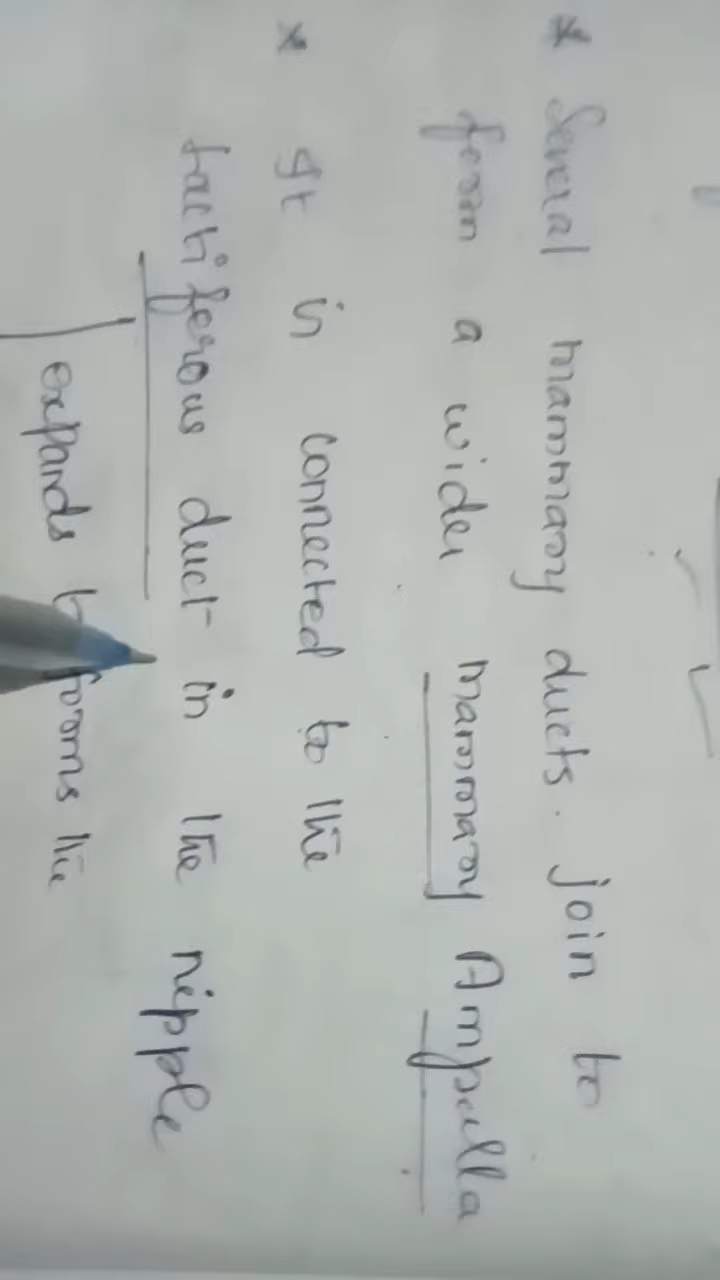 * Several mammary ducts. join to
form a wider mammary Ampulla
* It is connected to the
lactiferous duct in the nipple
expands forms the